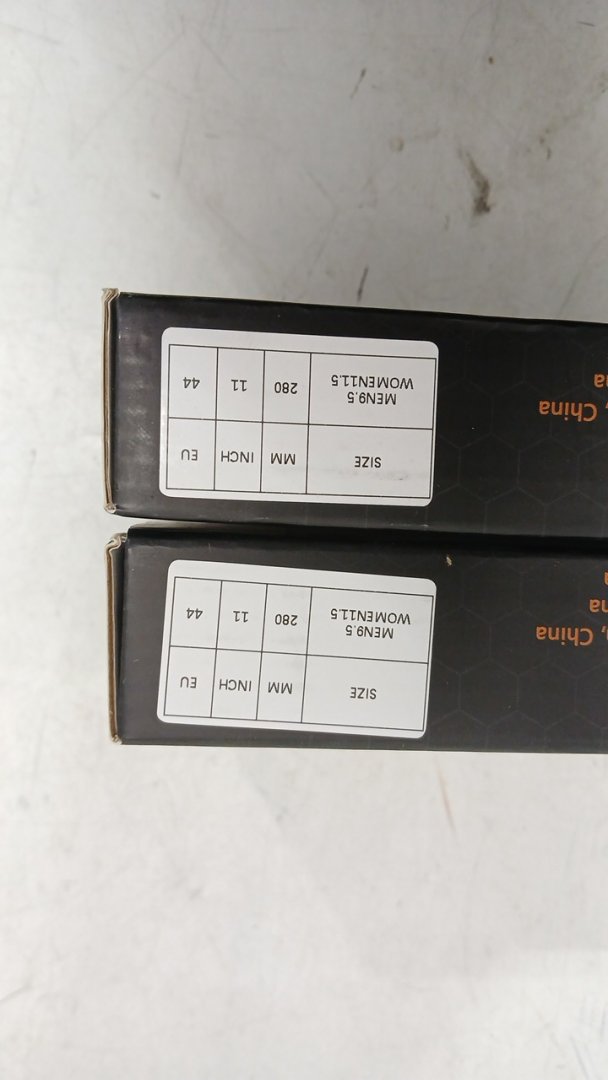 , China
SIZE MM INCH EU
MEN9.5
WOMEN11.5 280 11 44
, China
SIZE MM INCH EU
MEN9.5
WOMEN11.5 280 11 44